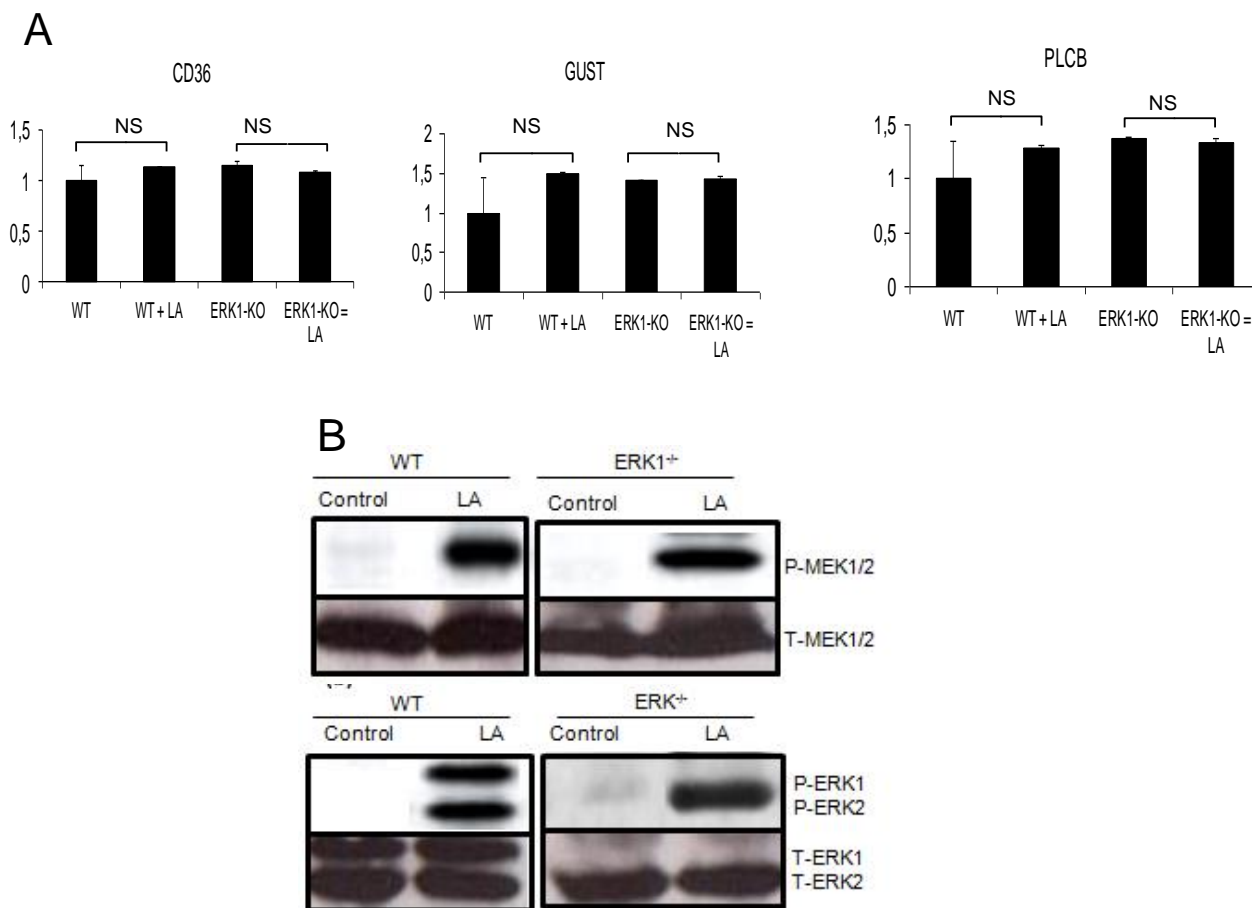 A
CD36
NS
NS
1,5
1
0,5
0
WT
WT + LA
ERK1-KO
ERK1-KO =
LA
GUST
NS
NS
2
1,5
1
0,5
0
WT
WT + LA
ERK1-KO
ERK1-KO =
LA
PLCB
NS
NS
1,5
1
0,5
0
WT
WT + LA
ERK1-KO
ERK1-KO =
LA
B
WT
ERK1-/-
Control
LA
Control
LA
P-MEK1/2
T-MEK1/2
WT
ERK-/-
Control
LA
Control
LA
P-ERK1
P-ERK2
T-ERK1
T-ERK2